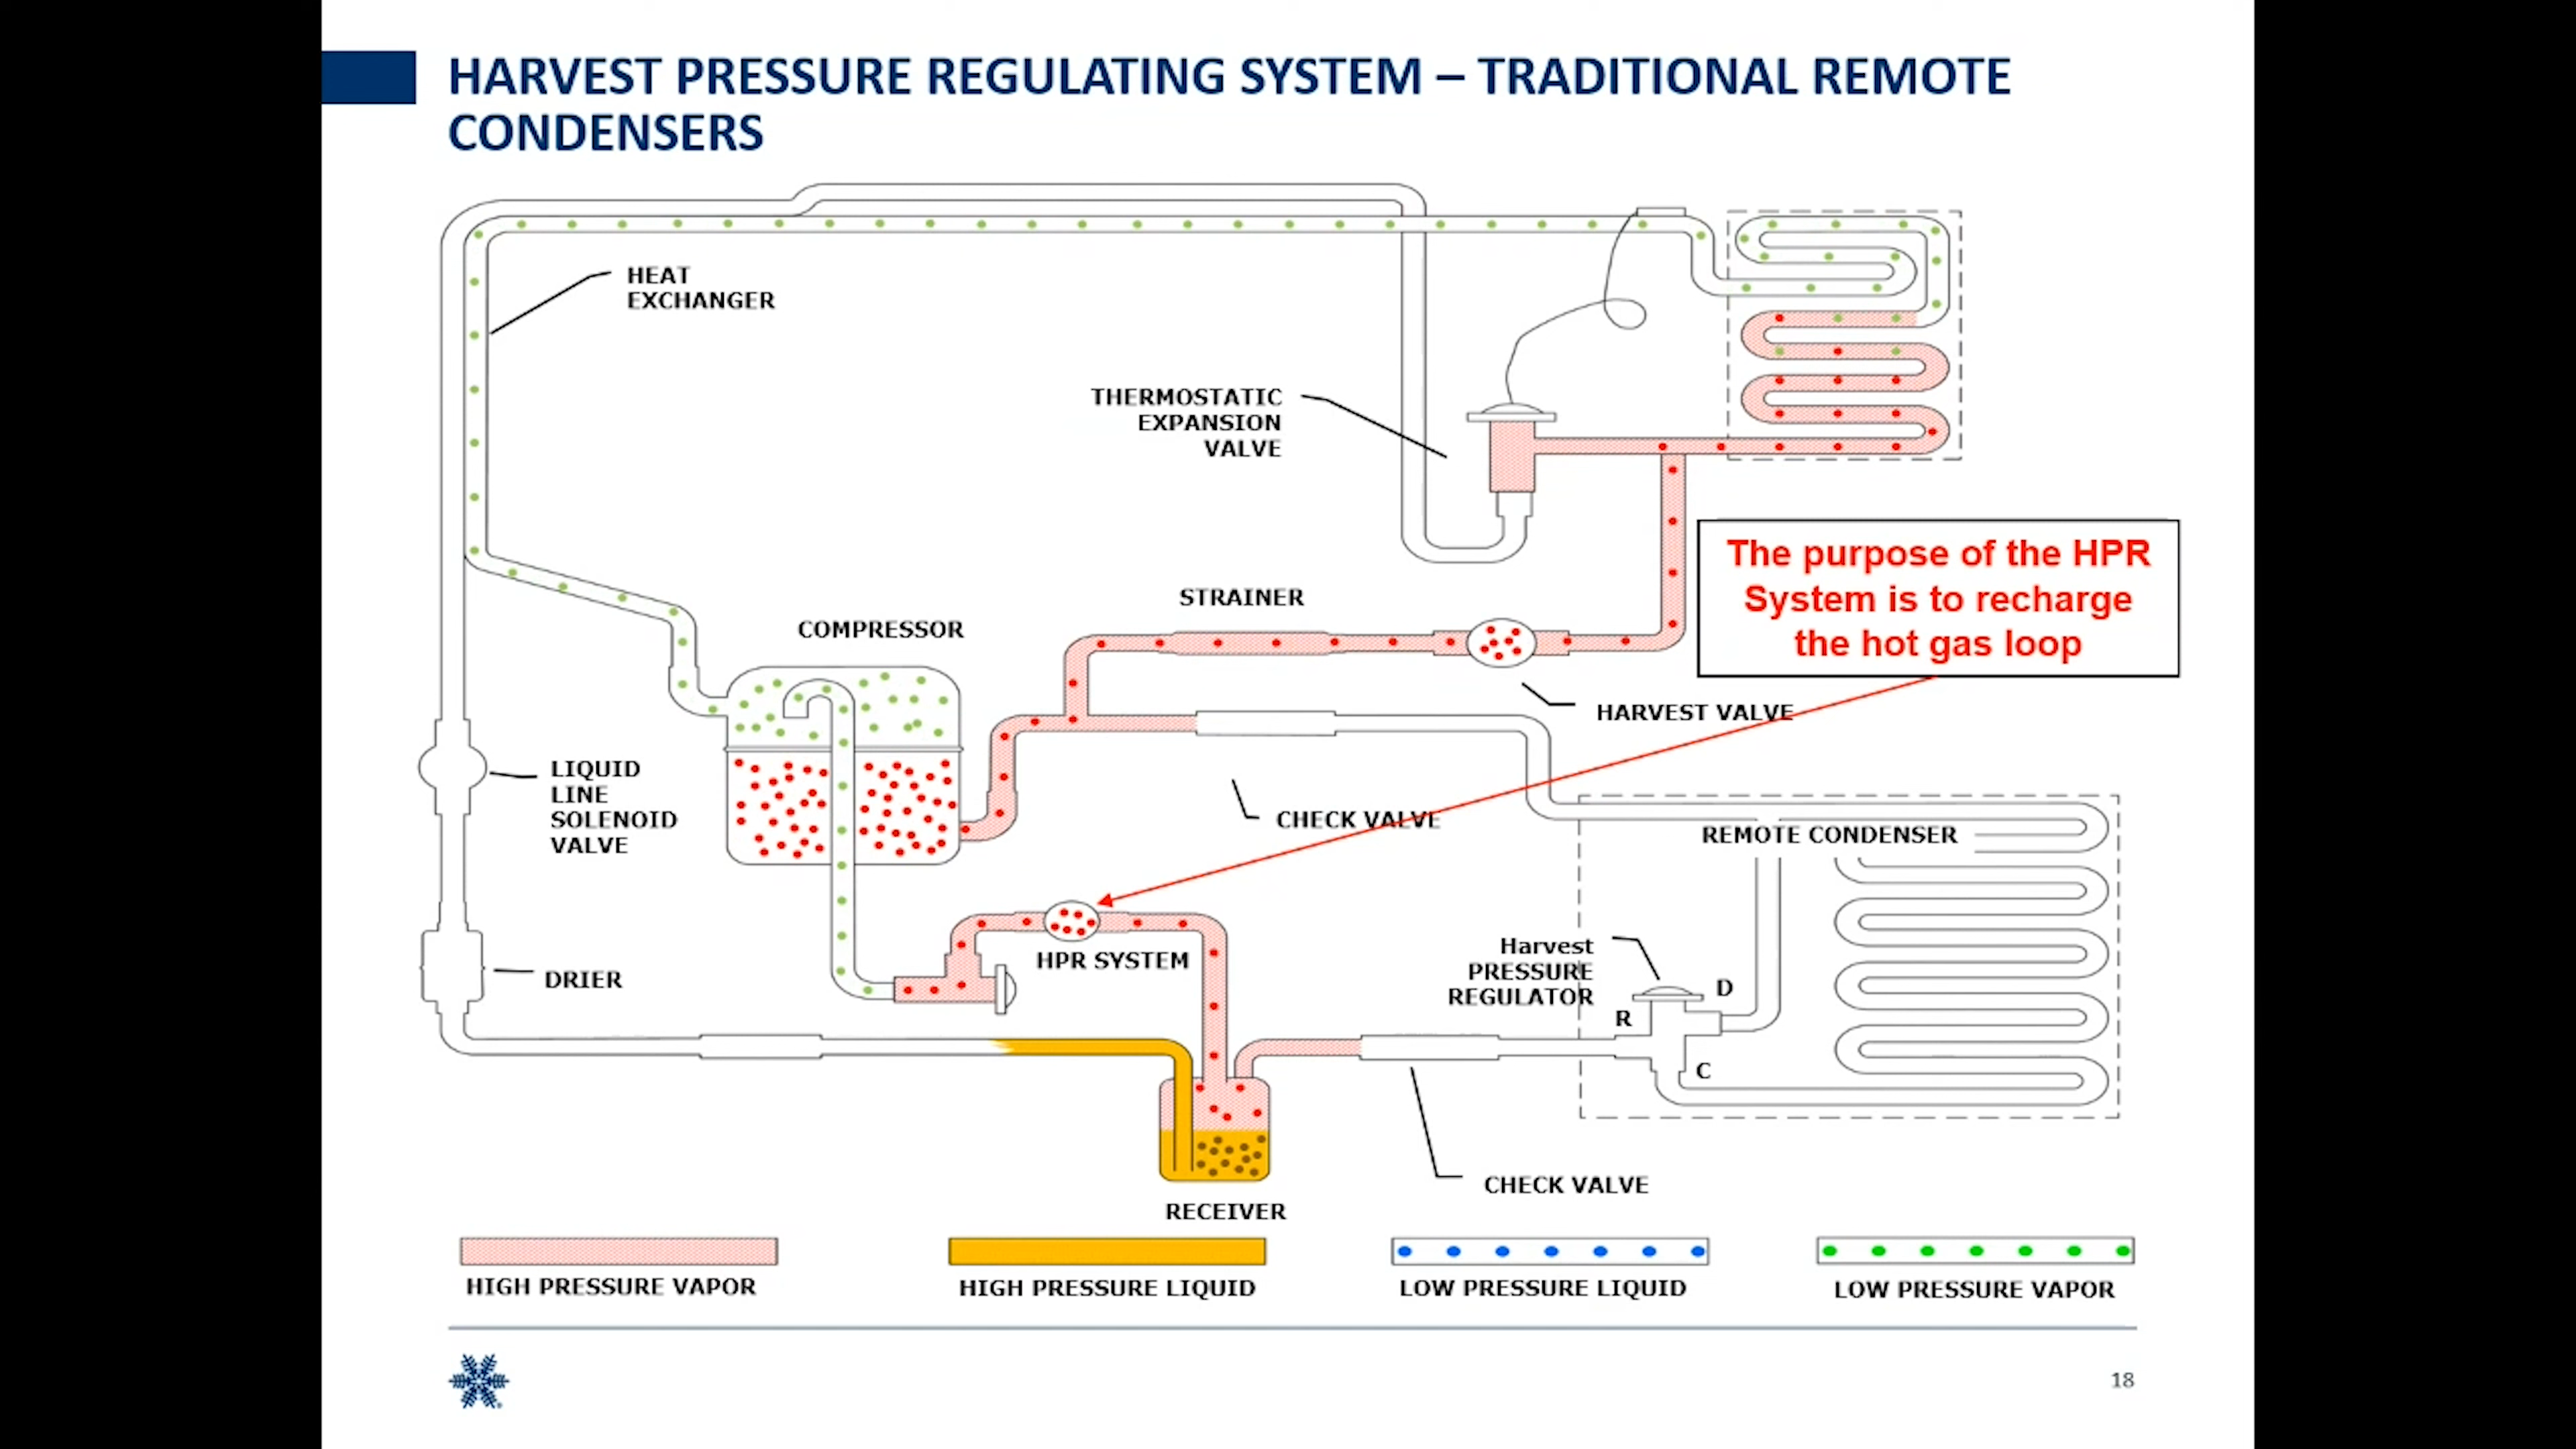 HARVEST PRESSURE REGULATING SYSTEM – TRADITIONAL REMOTE
CONDENSERS
HEAT
EXCHANGER
THERMOSTATIC
EXPANSION
VALVE
The purpose of the HPR
System is to recharge
the hot gas loop
STRAINER
COMPRESSOR
HARVEST VALVE
LIQUID
LINE
SOLENOID
VALVE
CHECK VALVE
REMOTE CONDENSER
HPR SYSTEM
Harvest
PRESSURE
REGULATOR
D
R
C
DRIER
CHECK VALVE
RECEIVER
HIGH PRESSURE VAPOR
HIGH PRESSURE LIQUID
LOW PRESSURE LIQUID
LOW PRESSURE VAPOR
18